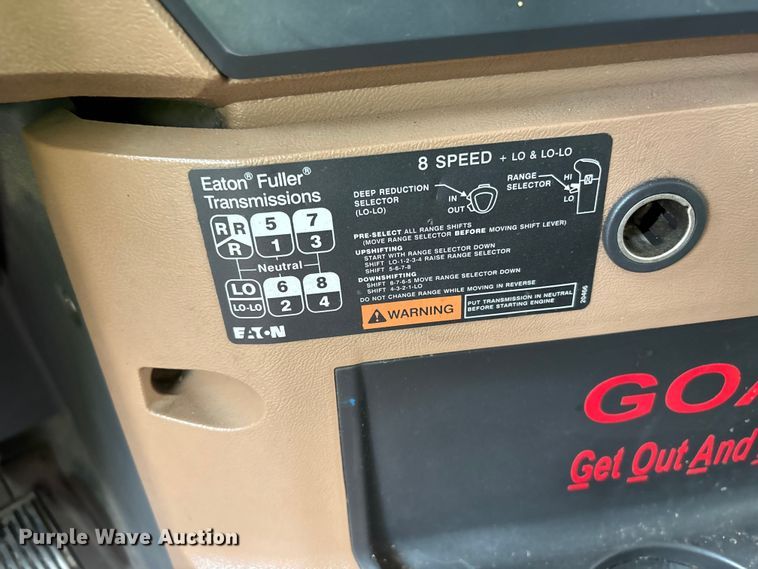 Eaton® Fuller®
Transmissions
8 SPEED + LO & LO-LO
DEEP REDUCTION
SELECTOR
(LO-LO)
IN
OUT
RANGE
SELECTOR
HI
LO
R R 5 7
R 1 3
Neutral
LO 6 8
LO-LO 2 4
PRE-SELECT ALL RANGE SHIFTS
(MOVE RANGE SELECTOR BEFORE MOVING SHIFT LEVER)
UPSHIFTING
START WITH RANGE SELECTOR DOWN
SHIFT LO-1-2-3-4 RAISE RANGE SELECTOR
SHIFT 5-6-7-8
DOWNSHIFTING
SHIFT 8-7-6-5 MOVE RANGE SELECTOR DOWN
SHIFT 4-3-2-1-LO
DO NOT CHANGE RANGE WHILE MOVING IN REVERSE
WARNING
PUT TRANSMISSION IN NEUTRAL
BEFORE STARTING ENGINE
20466
EATON
GOA
Get Out And
Purple Wave Auction